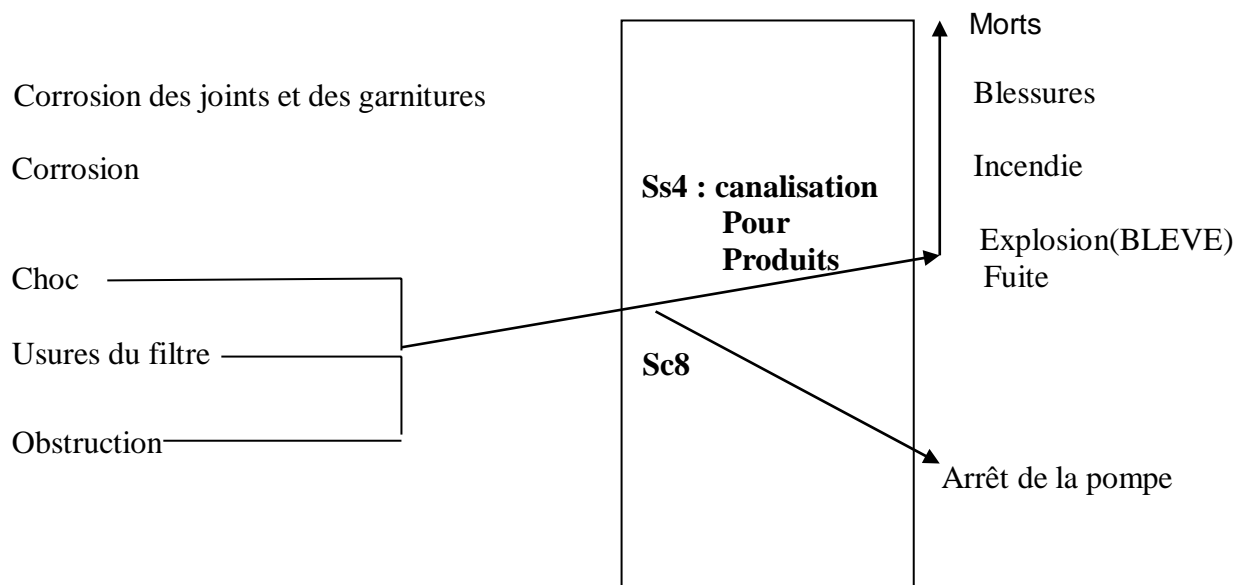 Morts
Corrosion des joints et des garnitures
Blessures
Corrosion
Incendie
Ss4 : canalisation
Pour
Produits
Explosion(BLEVE)
Fuite
Choc
Usures du filtre
Sc8
Obstruction
Arrêt de la pompe